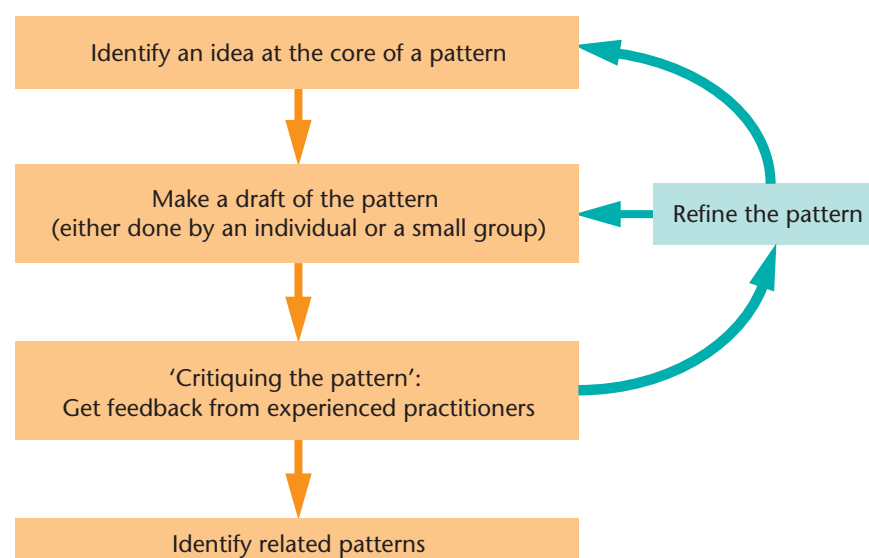 Identify an idea at the core of a pattern
Make a draft of the pattern
(either done by an individual or a small group)
Refine the pattern
‘Critiquing the pattern’:
Get feedback from experienced practitioners
Identify related patterns